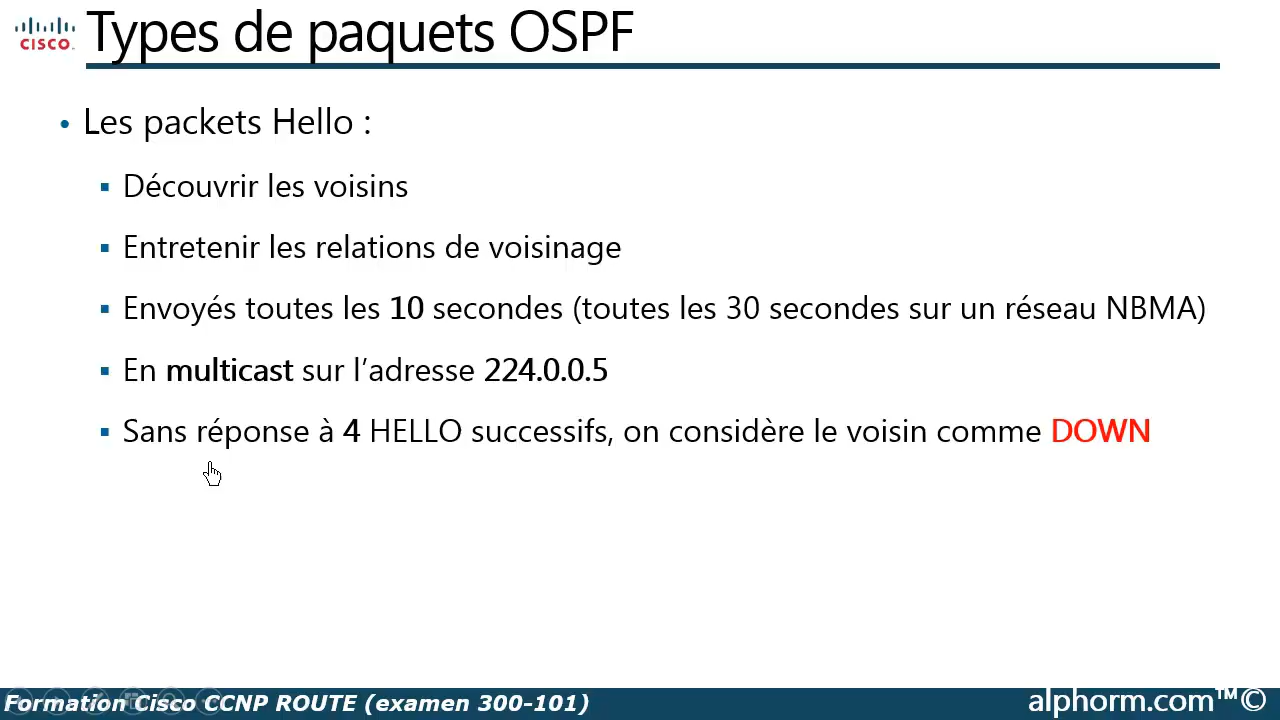 CISCO
Types de paquets OSPF
• Les packets Hello :
▪ Découvrir les voisins
▪ Entretenir les relations de voisinage
▪ Envoyés toutes les 10 secondes (toutes les 30 secondes sur un réseau NBMA)
▪ En multicast sur l’adresse 224.0.0.5
▪ Sans réponse à 4 HELLO successifs, on considère le voisin comme DOWN
Formation Cisco CCNP ROUTE (examen 300-101)
alphorm.com™©